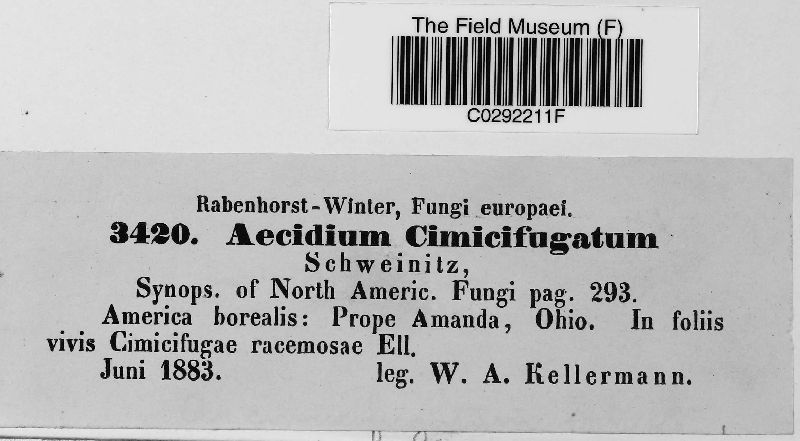 The Field Museum (F)
C0292211F
Rabenhorst-Winter, Fungi europaei.
3420. Aecidium Cimicifugatum
Schweinitz,
Synops. of North Americ. Fungi pag. 293.
America borealis: Prope Amanda, Ohio. In foliis
vivis Cimicifugae racemosae Ell.
Juni 1883. leg. W. A. Kellermann.